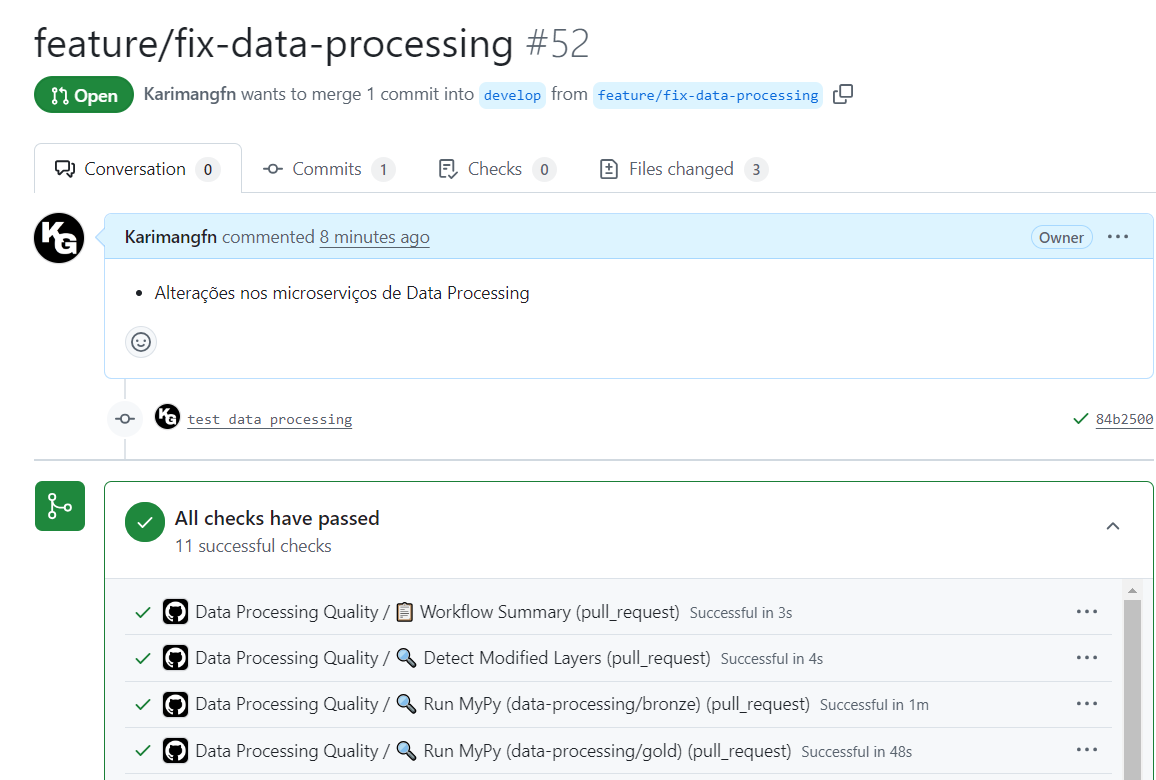 feature/fix-data-processing #52
Open Karimangfn wants to merge 1 commit into develop from feature/fix-data-processing
Conversation 0 Commits 1 Checks 0 Files changed 3
KG Karimangfn commented 8 minutes ago Owner
Alterações nos microserviços de Data Processing
KG test data processing 84b2500
All checks have passed
11 successful checks
Data Processing Quality / 📋 Workflow Summary (pull_request) Successful in 3s
Data Processing Quality / 🔍 Detect Modified Layers (pull_request) Successful in 4s
Data Processing Quality / 🔍 Run MyPy (data-processing/bronze) (pull_request) Successful in 1m
Data Processing Quality / 🔍 Run MyPy (data-processing/gold) (pull_request) Successful in 48s